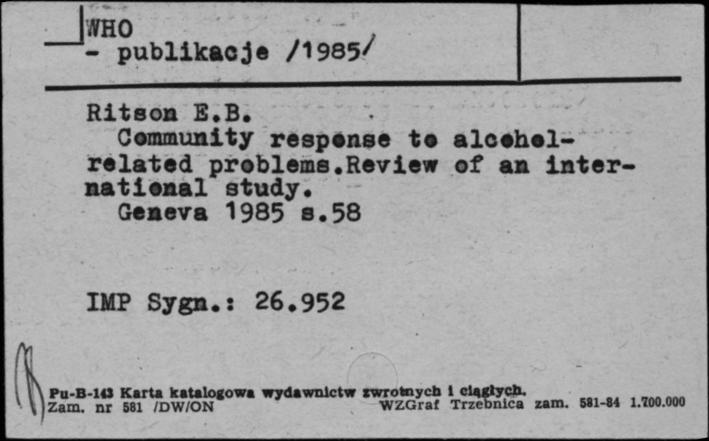 WHO
- publikacje /1985/
Ritson E.B.
Community response to alcohol-
related problems.Review of an inter-
national study.
Geneva 1985 s.58
IMP Sygn.: 26.952
Pu-B-143 Karta katalogowa wydawnictw zwrotnych i ciągłych.
Zam. nr 581 /DW/ON WZGraf Trzebnica zam. 581-84 1.700.000